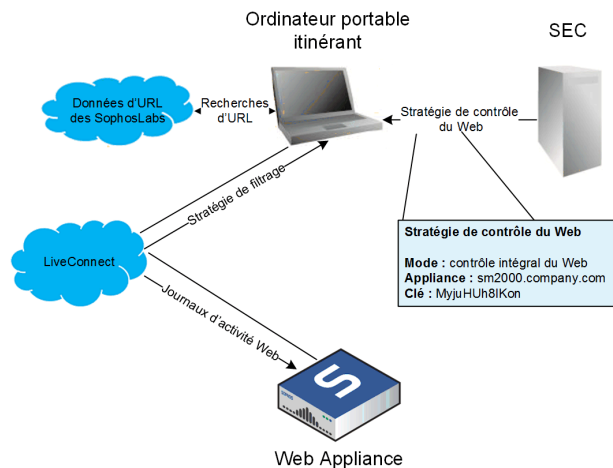 Ordinateur portable
itinérant
SEC
Données d'URL
des SophosLabs
Recherches
d'URL
Stratégie de contrôle
du Web
Stratégie de filtrage
Stratégie de contrôle du Web
Mode : contrôle intégral du Web
Appliance : sm2000.company.com
Clé : MyjuHUh8IKon
LiveConnect
Journaux d'activité Web
S
SOPHOS
Web Appliance